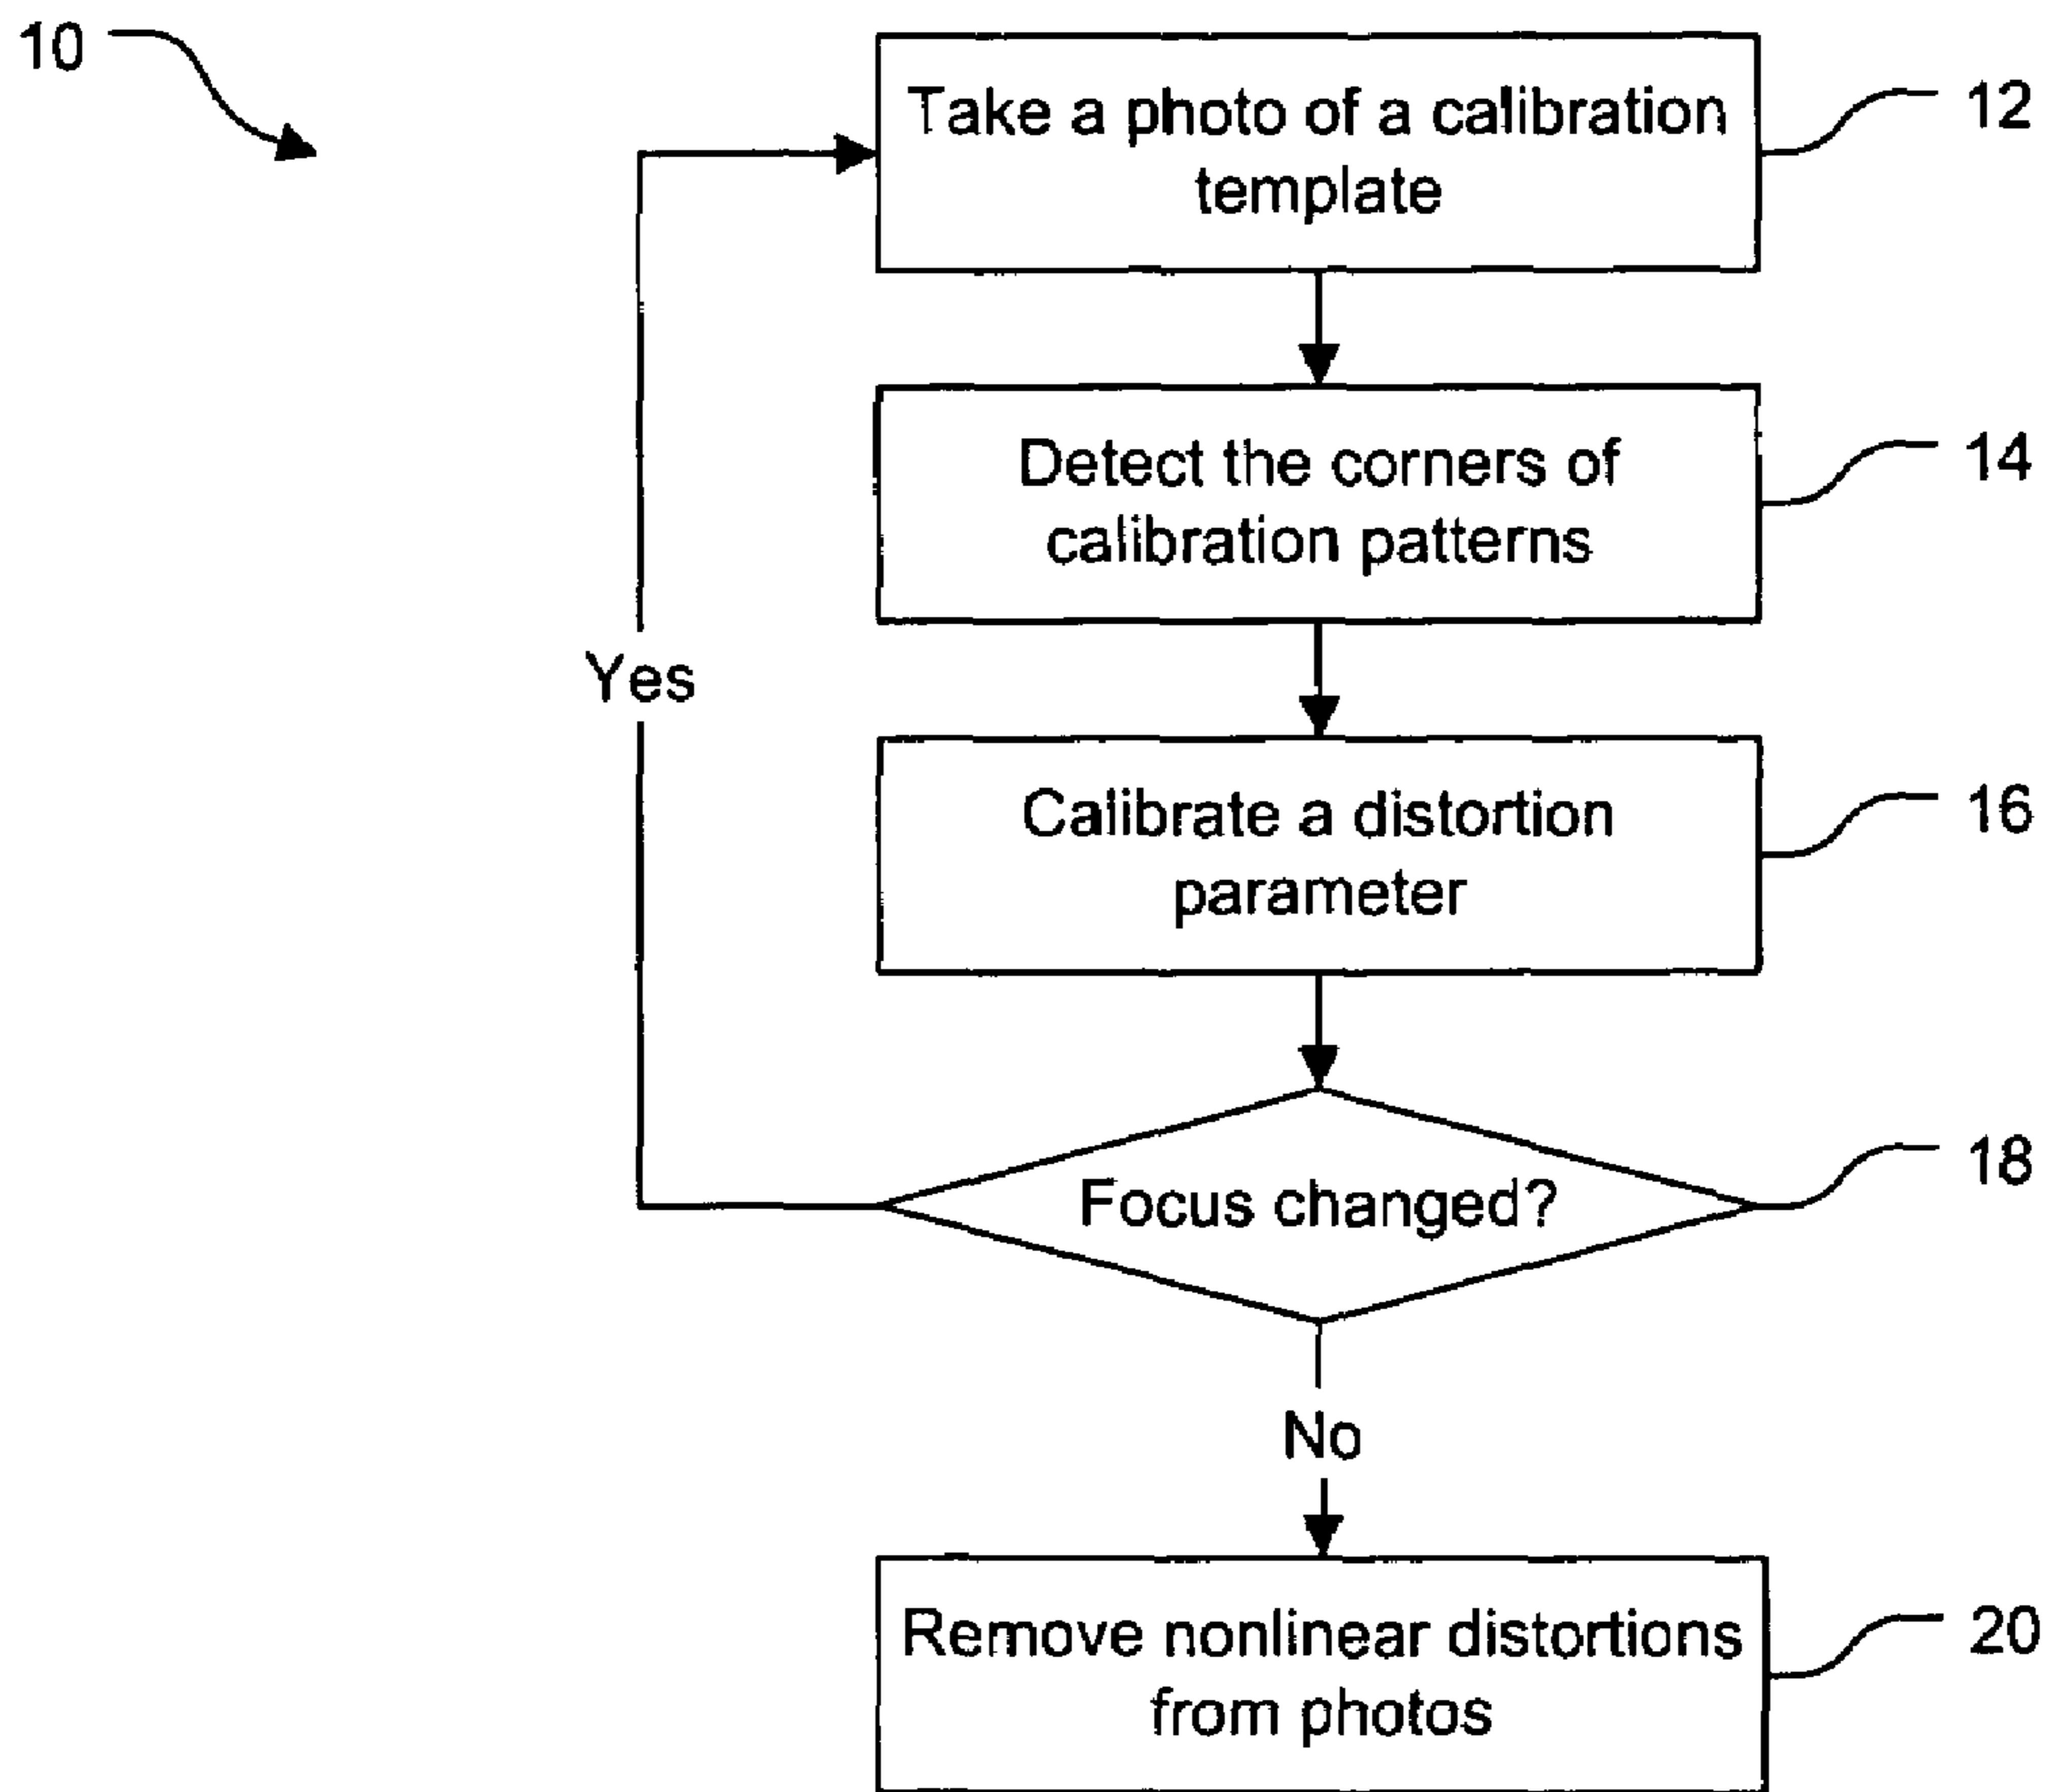 10
Take a photo of a calibration
template
12
Detect the corners of
calibration patterns
14
Yes
Calibrate a distortion
parameter
16
Focus changed?
18
No
Remove nonlinear distortions
from photos
20